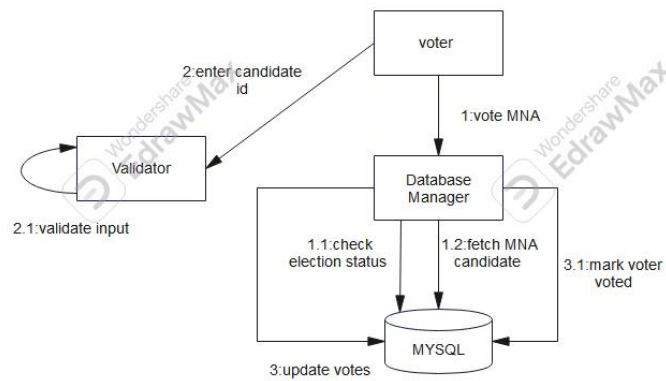 voter
2:enter candidate
id
1:vote MNA
Wondershare
EdrawMax
Wondershare
EdrawMax
Validator
Database
Manager
2.1:validate input
1.1:check
election status
1.2:fetch MNA
candidate
3.1:mark voter
voted
MYSQL
3:update votes